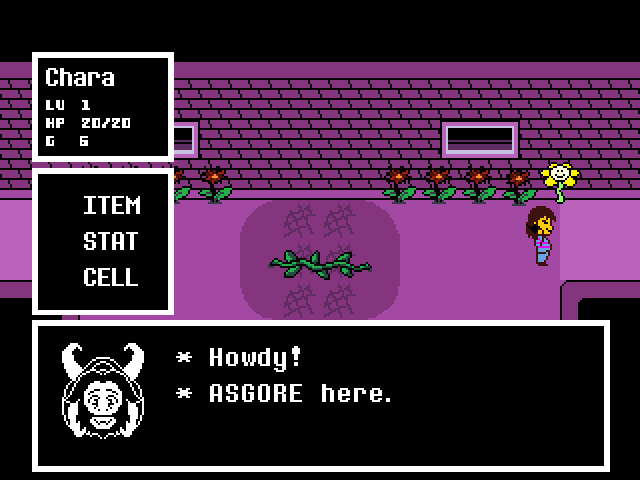 Chara
LV 1
HP 20/20
G 6
ITEM
STAT
CELL
* Howdy!
* ASGORE here.